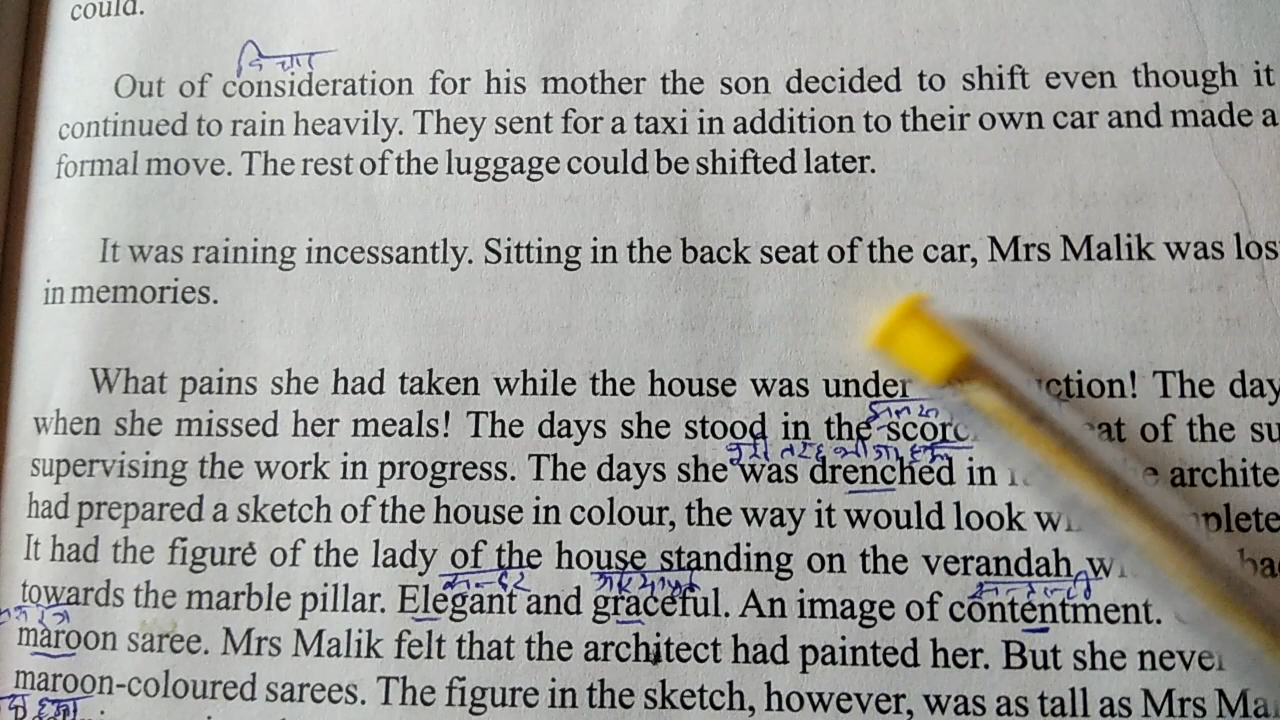 could.
विचार
Out of consideration for his mother the son decided to shift even though it
continued to rain heavily. They sent for a taxi in addition to their own car and made a
formal move. The rest of the luggage could be shifted later.
It was raining incessantly. Sitting in the back seat of the car, Mrs Malik was los
in memories.
What pains she had taken while the house was under ction! The day
when she missed her meals! The days she stood in the scorc at of the su
पूरी तरह भीगा हुआ
supervising the work in progress. The days she was drenched in archite
had prepared a sketch of the house in colour, the way it would look w plete
It had the figure of the lady of the house standing on the verandah w ba
सुन्दर
towards the marble pillar. Elegant and graceful. An image of contentment.
maroon saree. Mrs Malik felt that the architect had painted her. But she never
maroon-coloured sarees. The figure in the sketch, however, was as tall as Mrs Ma